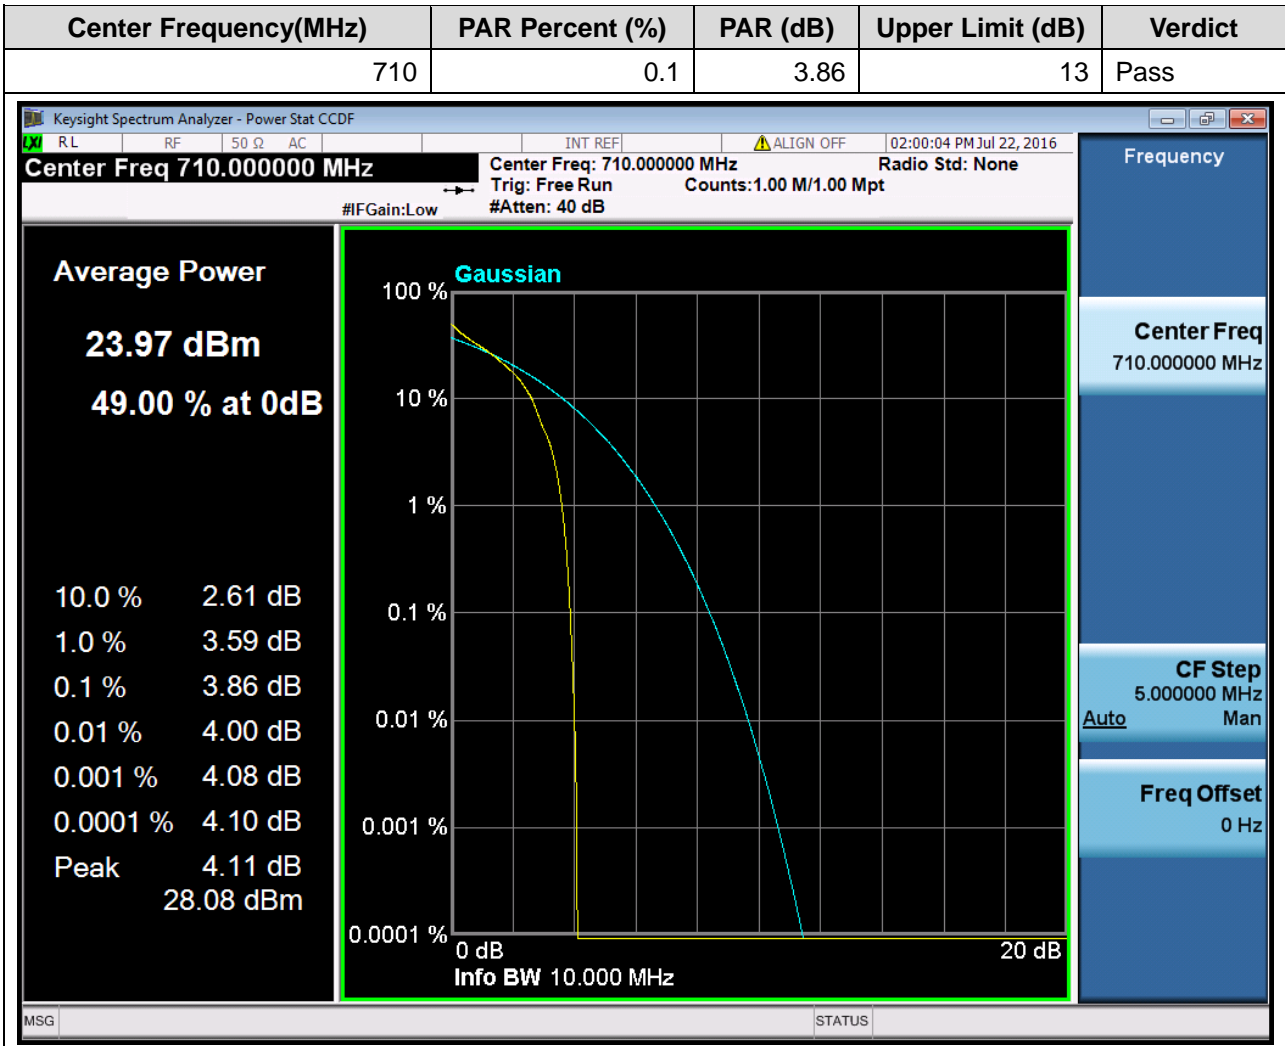 Center Frequency(MHz) PAR Percent (%) PAR (dB) Upper Limit (dB) Verdict
710 0.1 3.86 13 Pass
Keysight Spectrum Analyzer - Power Stat CCDF
LXI RL RF 50 Ω AC INT REF ALIGN OFF 02:00:04 PM Jul 22, 2016
Center Freq 710.000000 MHz
Center Freq: 710.000000 MHz Radio Std: None
Trig: Free Run Counts:1.00 M/1.00 Mpt
#IFGain:Low #Atten: 40 dB
Average Power
23.97 dBm
49.00 % at 0dB
10.0 % 2.61 dB
1.0 % 3.59 dB
0.1 % 3.86 dB
0.01 % 4.00 dB
0.001 % 4.08 dB
0.0001 % 4.10 dB
Peak 4.11 dB
28.08 dBm
Gaussian
100 %
10 %
1 %
0.1 %
0.01 %
0.001 %
0.0001 %
0 dB 20 dB
Info BW 10.000 MHz
Frequency
Center Freq
710.000000 MHz
CF Step
5.000000 MHz
Auto Man
Freq Offset
0 Hz
MSG STATUS